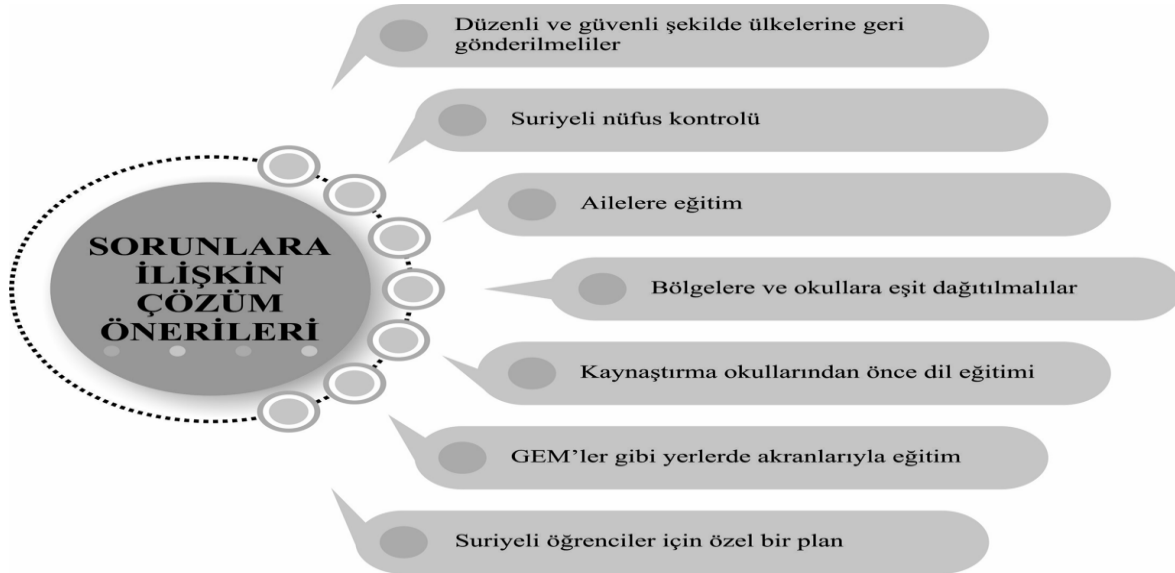 SORUNLARA
İLİŞKİN
ÇÖZÜM
ÖNERİLERİ
Düzenli ve güvenli şekilde ülkelerine geri
gönderilmeliler
Suriyeli nüfus kontrolü
Ailelere eğitim
Bölgelere ve okullara eşit dağıtılmalılar
Kaynaştırma okullarından önce dil eğitimi
GEM’ler gibi yerlerde akranlarıyla eğitim
Suriyeli öğrenciler için özel bir plan